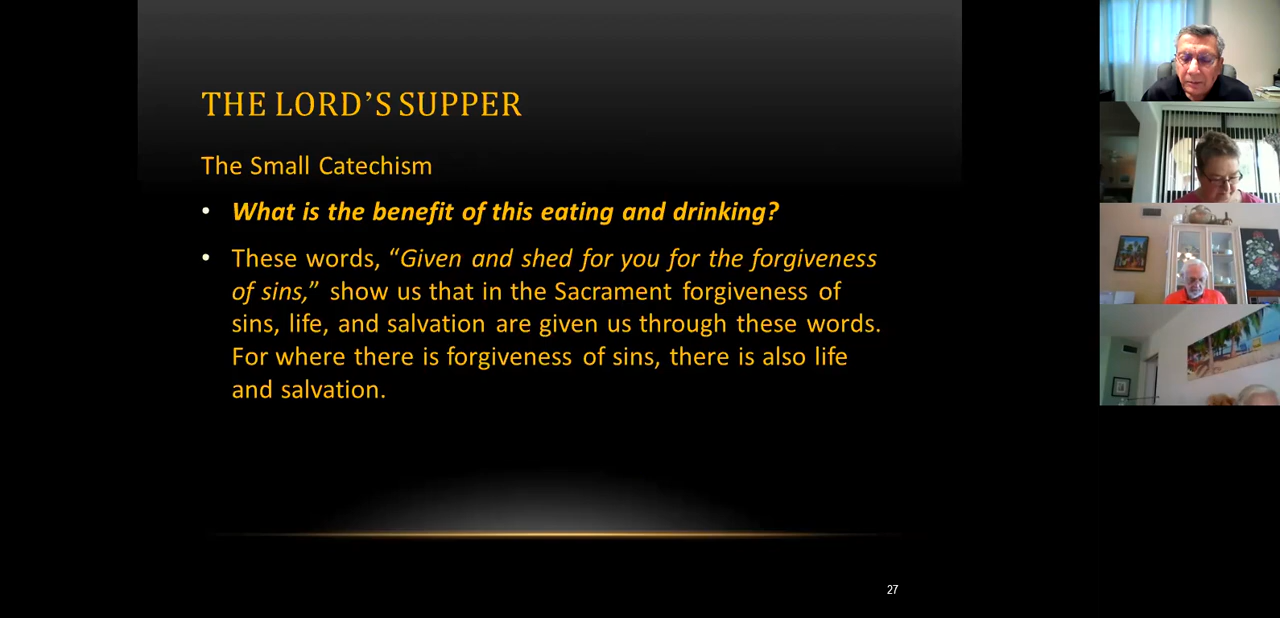 THE LORD’S SUPPER
The Small Catechism
• What is the benefit of this eating and drinking?
• These words, “Given and shed for you for the forgiveness
of sins,” show us that in the Sacrament forgiveness of
sins, life, and salvation are given us through these words.
For where there is forgiveness of sins, there is also life
and salvation.
27